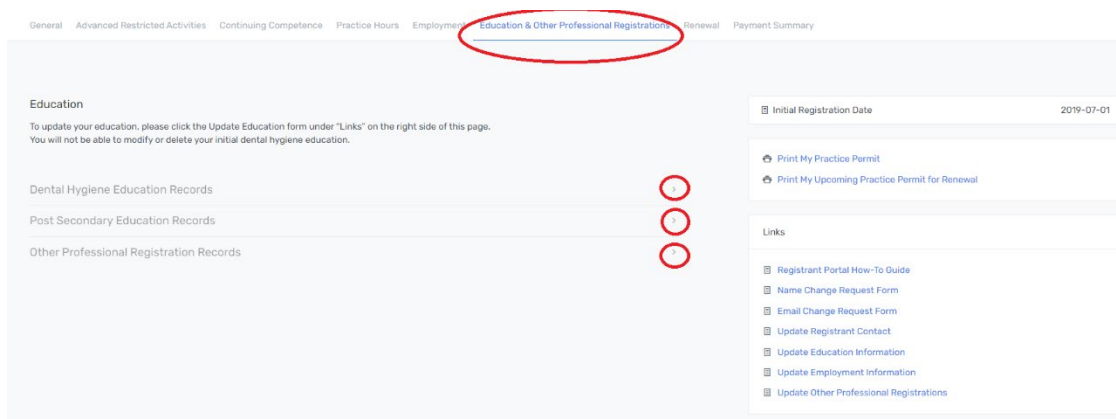 General Advanced Restricted Activities Continuing Competence Practice Hours Employment Education & Other Professional Registrations Renewal Payment Summary
Education
To update your education, please click the Update Education form under "Links" on the right side of this page.
You will not be able to modify or delete your initial dental hygiene education.
Dental Hygiene Education Records
Post Secondary Education Records
Other Professional Registration Records
Initial Registration Date 2019-07-01
Print My Practice Permit
Print My Upcoming Practice Permit for Renewal
Links
Registrant Portal How-To Guide
Name Change Request Form
Email Change Request Form
Update Registrant Contact
Update Education Information
Update Employment Information
Update Other Professional Registrations